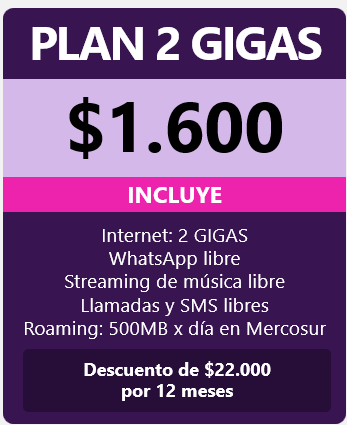 PLAN 2 GIGAS
$1.600
INCLUYE
Internet: 2 GIGAS
WhatsApp libre
Streaming de música libre
Llamadas y SMS libres
Roaming: 500MB x día en Mercosur
Descuento de $22.000
por 12 meses